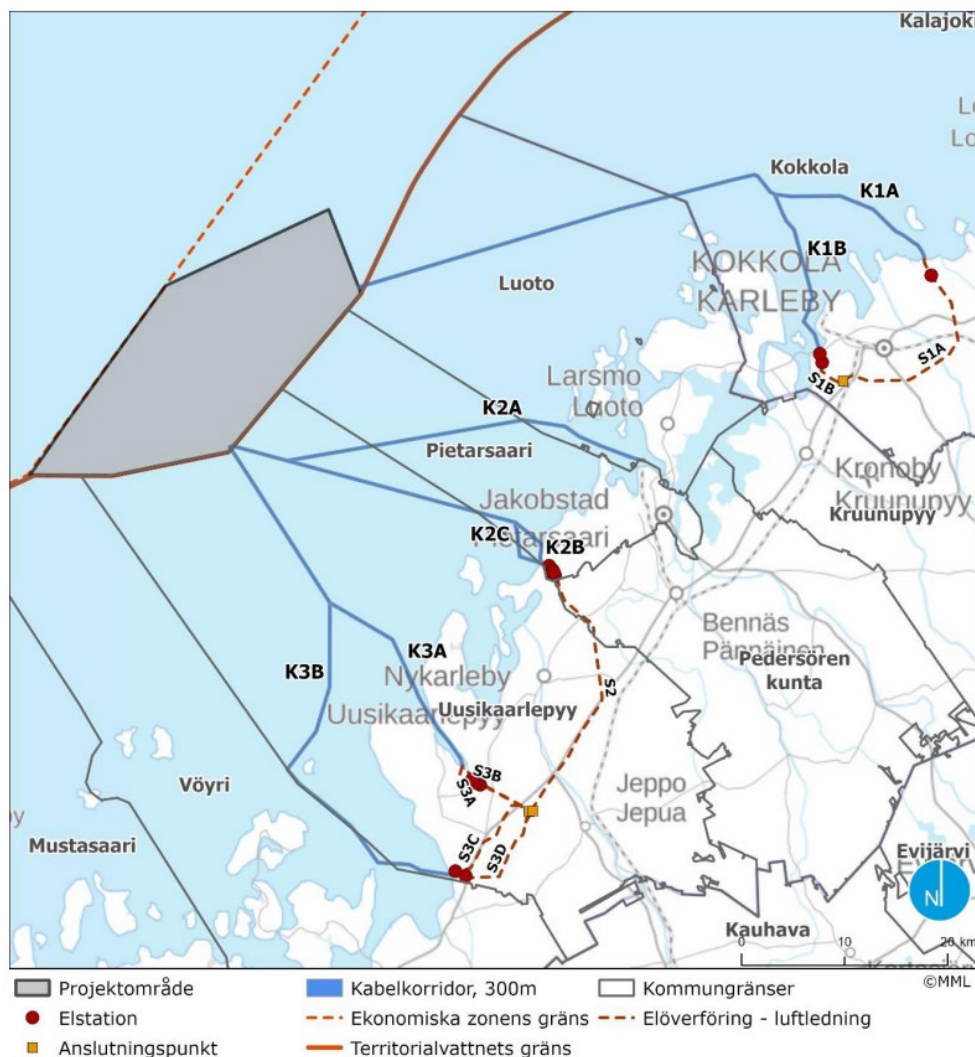 Kalajoki
Lo
Lo
Kokkola
K1A
K1B
KOKKOLA
KARLEBY
Luoto
S1A
S1B
Larsmo
Luoto
K2A
Pietarsaari
Kronoby
Kruunupyy
Kruunupyy
Jakobstad
Pietarsaari
K2C
K2B
Bennäs
Pännäinen
Pedersören
kunta
K3A
K3B
Nykarleby
Uusikaarlepyy
Uusikaarlepyy
S2
S3B
S3A
Jeppo
Jepua
Vöyri
S3C
S3D
Mustasaari
Evijärvi
N
Kauhava
0 10 20 km
©MML
Projektområde
Kabelkorridor, 300m
Kommungränser
Elstation
Ekonomiska zonens gräns
Elöverföring - luftledning
Anslutningspunkt
Territorialvattnets gräns